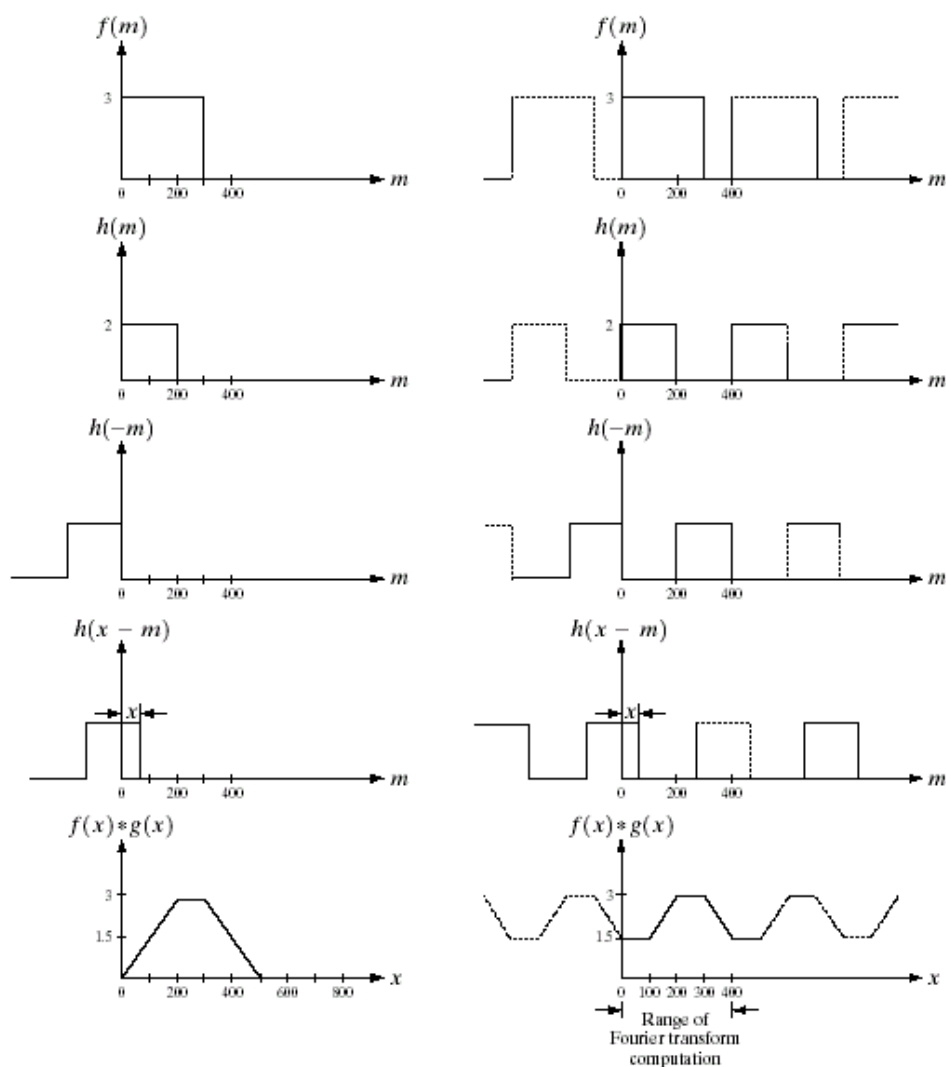 f(m) f(m)
3 3
m m
0 200 400 0 200 400
h(m) h(m)
2 2
m m
0 200 400 0 200 400
h(−m) h(−m)
m m
0 200 400 0 200 400
h(x − m) h(x − m)
x x
m m
0 200 400 0 200 400
f(x)∗g(x) f(x)∗g(x)
3 3
1.5 1.5
x x
0 200 400 600 800 0 100 200 300 400
Range of
Fourier transform
computation